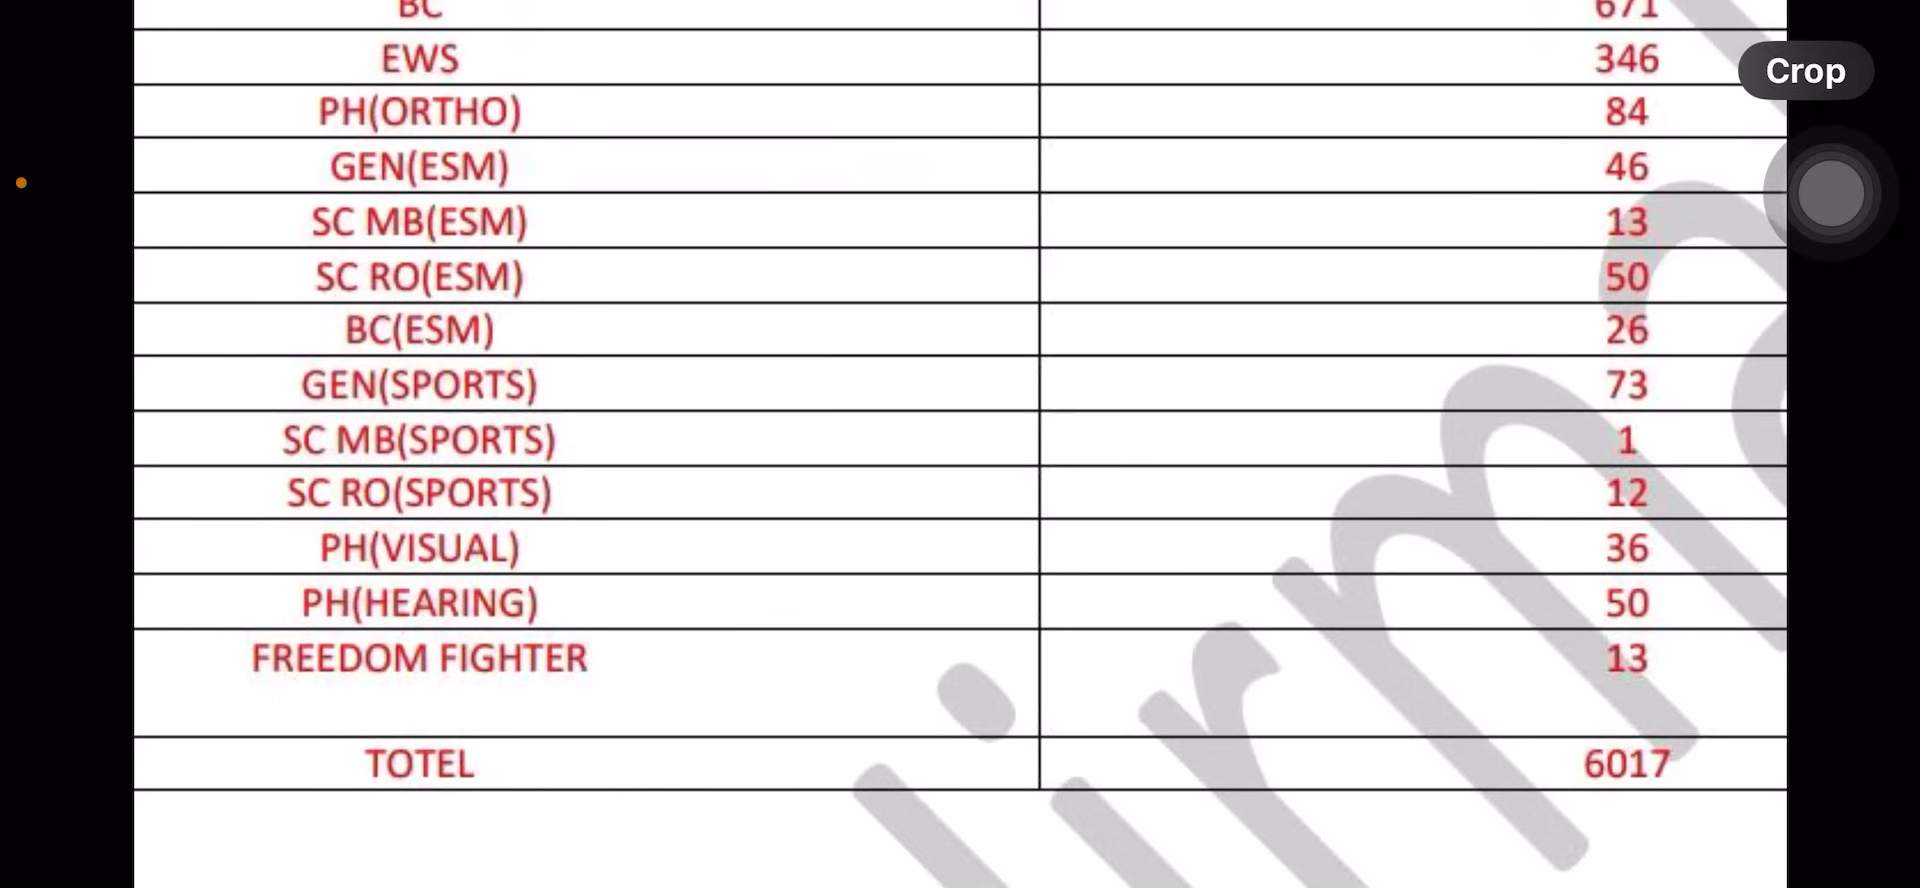 BC 671
EWS 346
PH(ORTHO) 84
GEN(ESM) 46
SC MB(ESM) 13
SC RO(ESM) 50
BC(ESM) 26
GEN(SPORTS) 73
SC MB(SPORTS) 1
SC RO(SPORTS) 12
PH(VISUAL) 36
PH(HEARING) 50
FREEDOM FIGHTER 13
TOTEL 6017
Crop